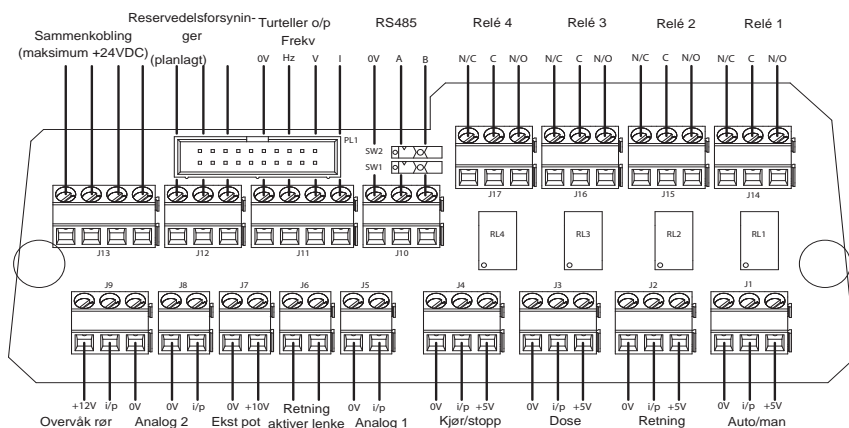 Sammenkobling
(maksimum +24VDC)
Reservedelsforsynin-
ger
(planlagt)
Turteller o/p
Frekv
0V Hz V I
RS485
0V A B
Relé 4
N/C C N/O
Relé 3
N/C C N/O
Relé 2
N/C C N/O
Relé 1
N/C C N/O
PL1
SW2
SW1
J17
J16
J15
J14
J13
J12
J11
J10
RL4
RL3
RL2
RL1
J9
J8
J7
J6
J5
J4
J3
J2
J1
+12V i/p 0V
Overvåk rør
0V i/p
Analog 2
0V +10V
Ekst pot
Retning
aktiver lenke
0V i/p
Analog 1
0V i/p +5V
Kjør/stopp
0V i/p +5V
Dose
0V i/p +5V
Retning
0V i/p +5V
Auto/man